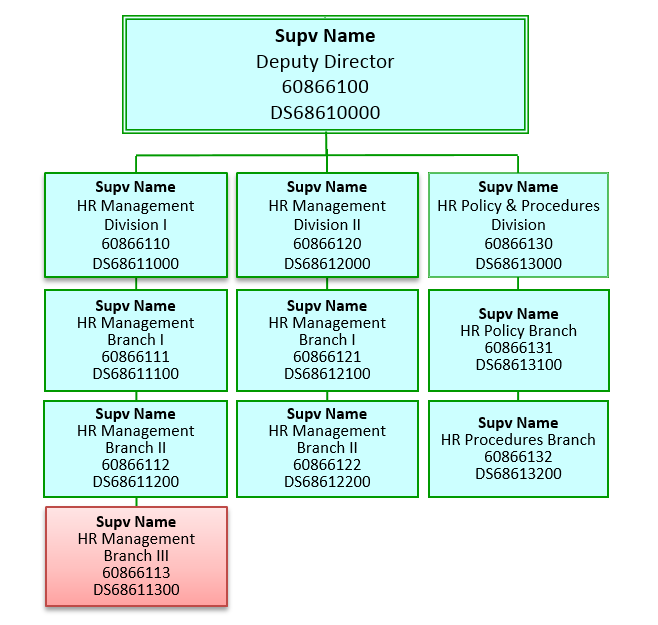 Supv Name
Deputy Director
60866100
DS68610000
Supv Name
HR Management
Division I
60866110
DS68611000
Supv Name
HR Management
Division II
60866120
DS68612000
Supv Name
HR Policy & Procedures
Division
60866130
DS68613000
Supv Name
HR Management
Branch I
60866111
DS68611100
Supv Name
HR Management
Branch I
60866121
DS68612100
Supv Name
HR Policy Branch
60866131
DS68613100
Supv Name
HR Management
Branch II
60866112
DS68611200
Supv Name
HR Management
Branch II
60866122
DS68612200
Supv Name
HR Procedures Branch
60866132
DS68613200
Supv Name
HR Management
Branch III
60866113
DS68611300